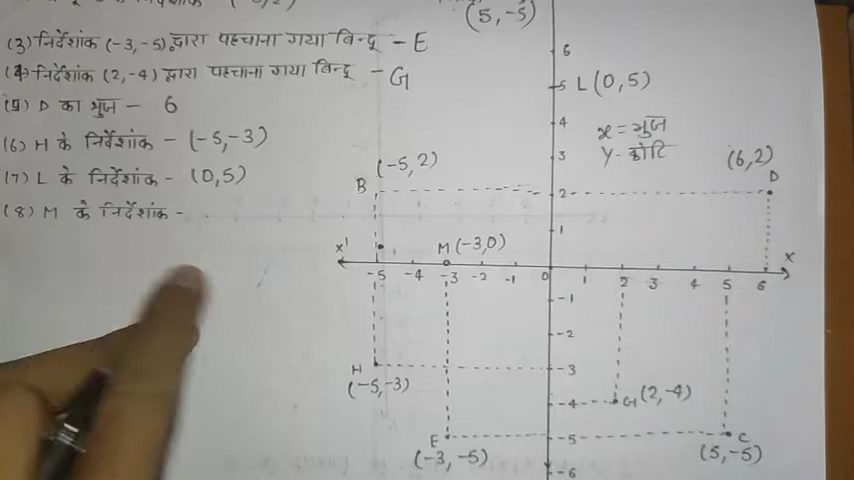 (5, -5)
(3) निर्देशांक (-3, -5) द्वारा पहचाना गया बिन्दू - E
(4) निर्देशांक (2, -4) द्वारा पहचाना गया बिन्दू - G
(5) D का भुज - 6
(6) H के निर्देशांक - (-5, -3)
(7) L के निर्देशांक - (0, 5)
(8) M के निर्देशांक -
6
5 L (0, 5)
4
x = भुज
3
Y - कोटि
(-5, 2)
(6, 2)
B
2
D
1
M (-3, 0)
x'
x
-5 -4 -3 -2 -1 0 1 2 3 4 5 6
-1
-2
H
-3
(-5, -3)
-4
G (2, -4)
E
-5
C
(-3, -5)
(5, -5)
-6